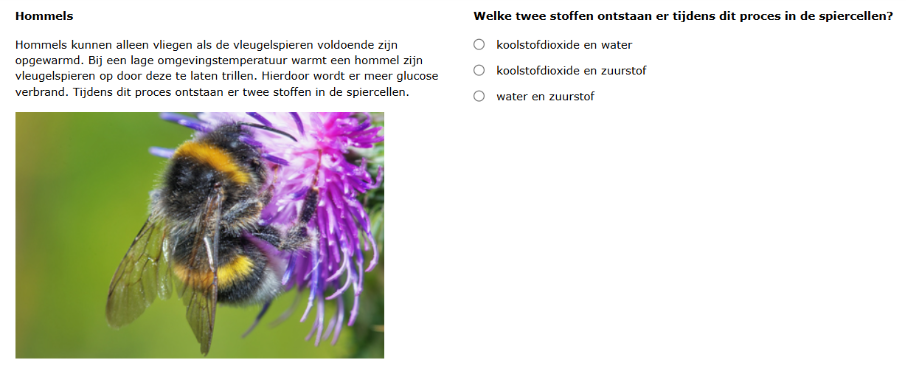 Hommels
Hommels kunnen alleen vliegen als de vleugelspieren voldoende zijn
opgewarmd. Bij een lage omgevingstemperatuur warmt een hommel zijn
vleugelspieren op door deze te laten trillen. Hierdoor wordt er meer glucose
verbrand. Tijdens dit proces ontstaan er twee stoffen in de spiercellen.
Welke twee stoffen ontstaan er tijdens dit proces in de spiercellen?
koolstofdioxide en water
koolstofdioxide en zuurstof
water en zuurstof